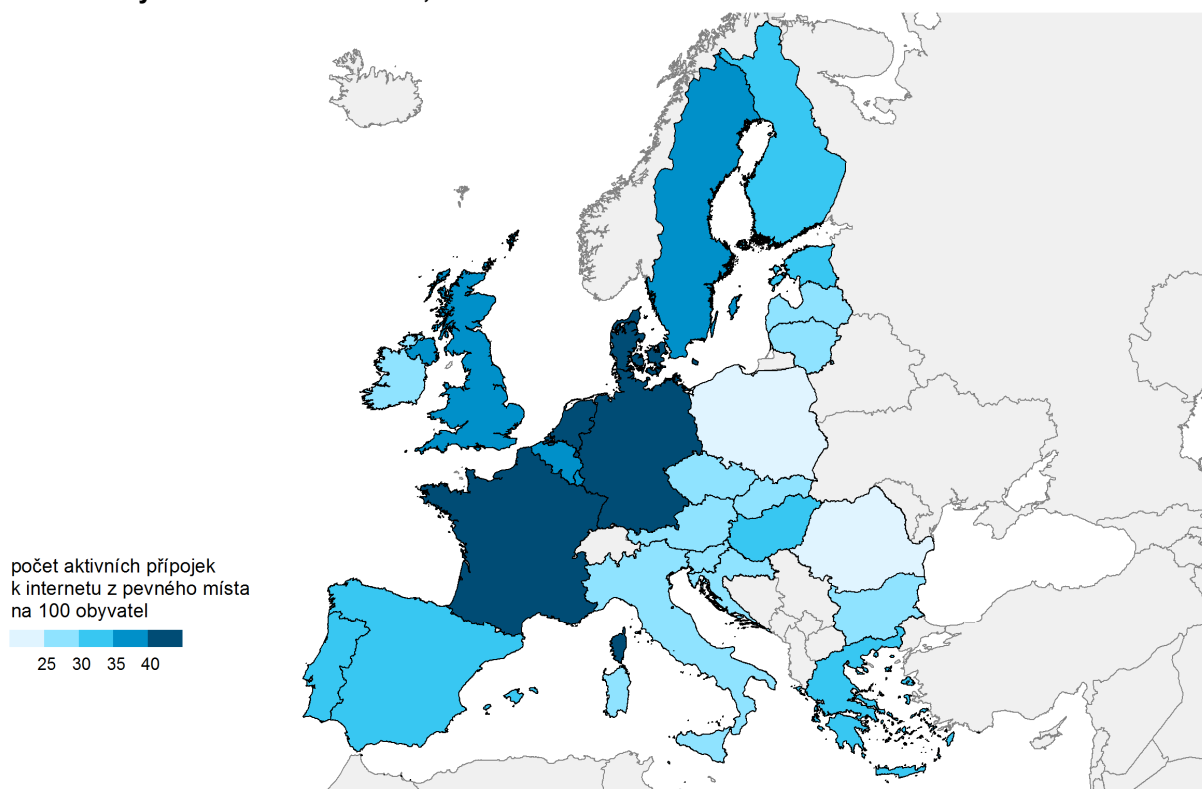 počet aktivních přípojek
k internetu z pevného místa
na 100 obyvatel
25 30 35 40